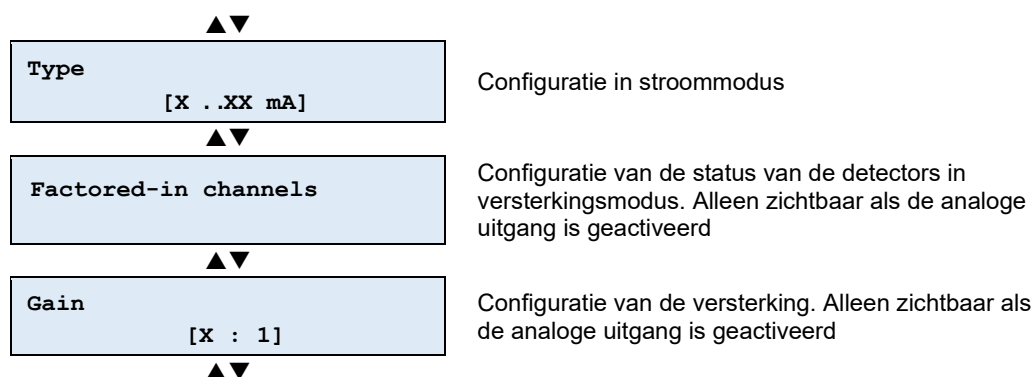 ▲▼
Type
[X ..XX mA]
Configuratie in stroommodus
▲▼
Factored-in channels
Configuratie van de status van de detectors in
versterkingsmodus. Alleen zichtbaar als de analoge
uitgang is geactiveerd
▲▼
Gain
[X : 1]
Configuratie van de versterking. Alleen zichtbaar als
de analoge uitgang is geactiveerd
▲▼